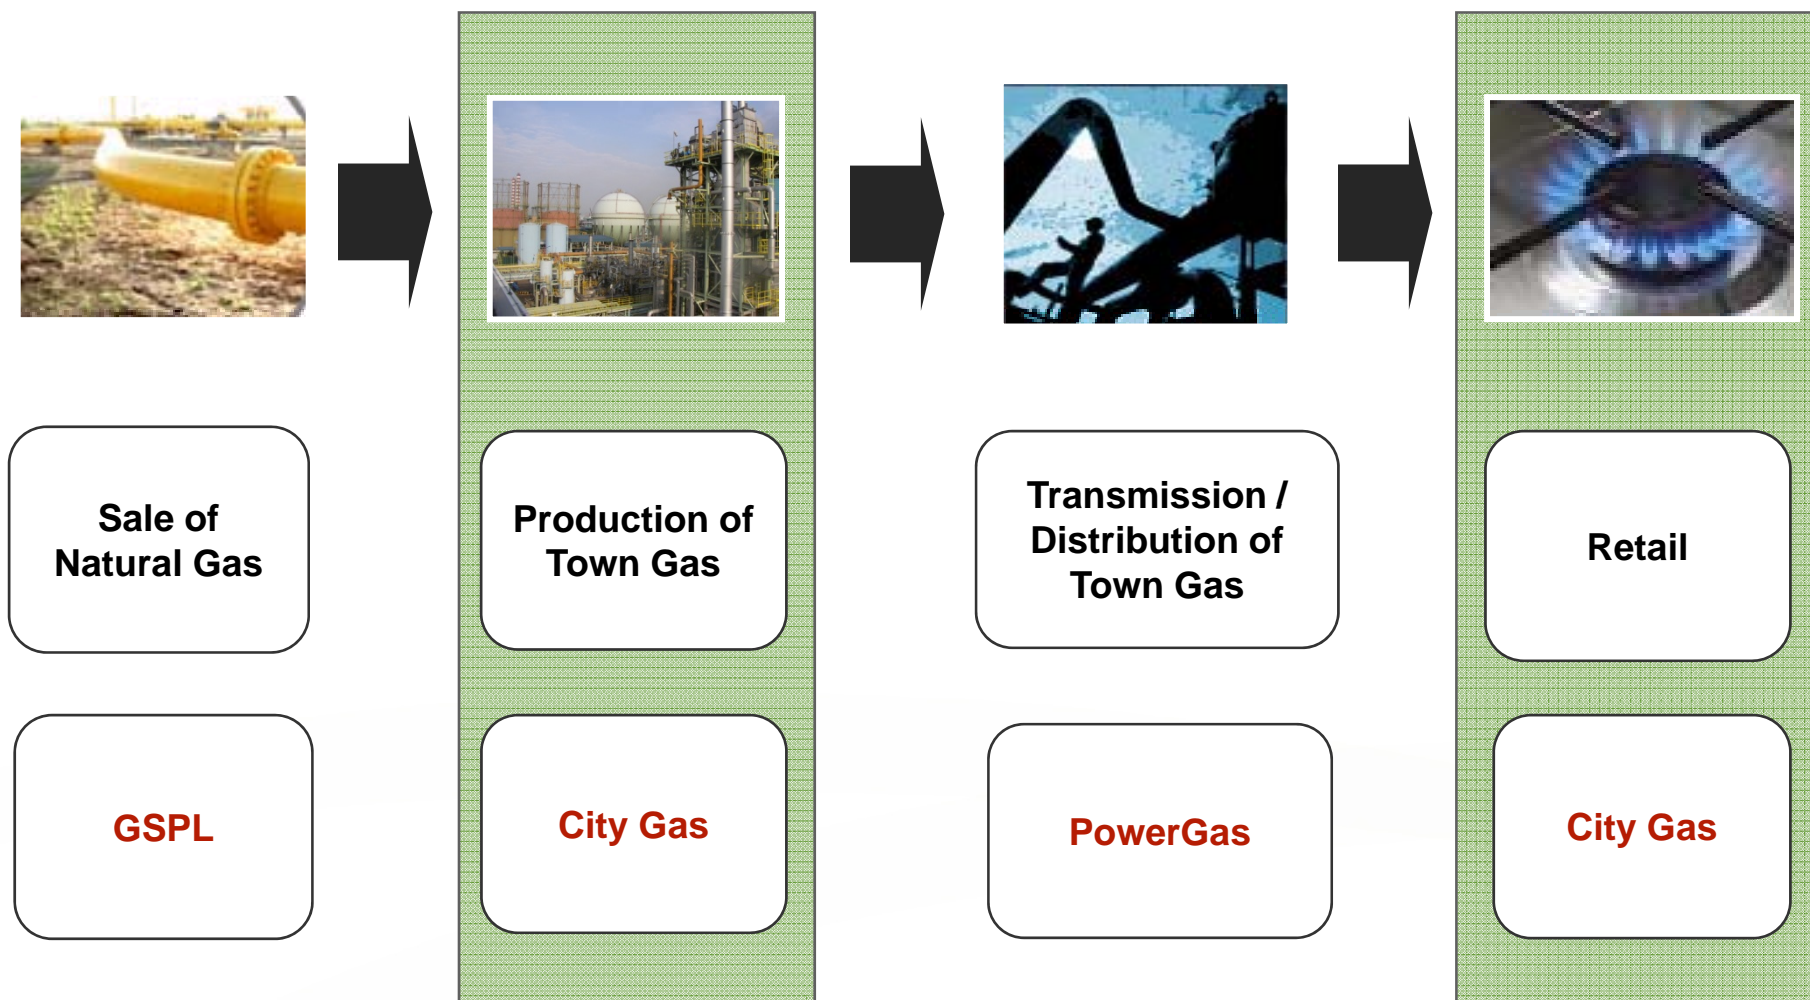 Sale of
Natural Gas
Production of
Town Gas
Transmission /
Distribution of
Town Gas
Retail
GSPL
City Gas
PowerGas
City Gas